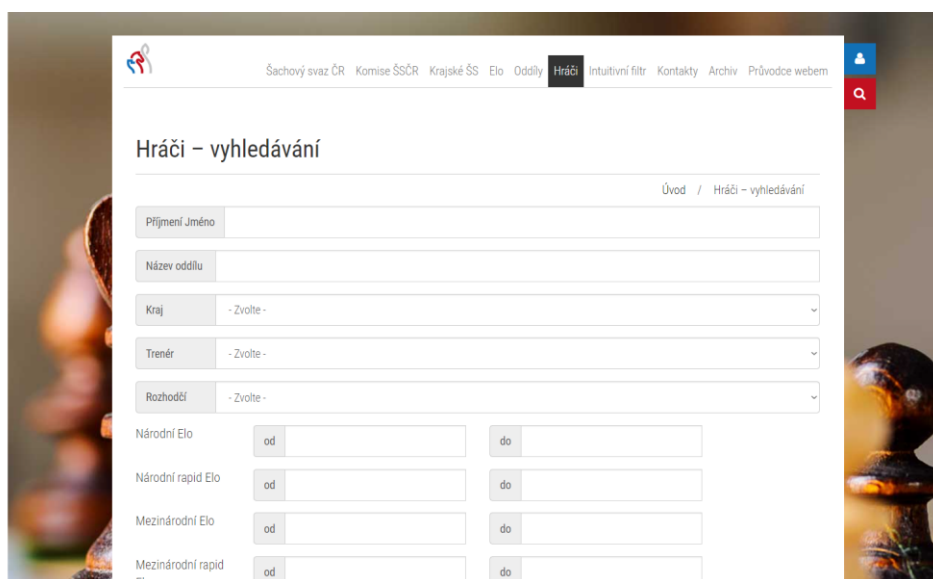 Šachový svaz ČR Komise ŠSČR Krajské ŠS Elo Oddíly Hráči Intuitivní filtr Kontakty Archiv Průvodce webem
Hráči – vyhledávání
Úvod / Hráči – vyhledávání
Příjmení Jméno
Název oddílu
Kraj - Zvolte -
Trenér - Zvolte -
Rozhodčí - Zvolte -
Národní Elo od do
Národní rapid Elo od do
Mezinárodní Elo od do
Mezinárodní rapid od do